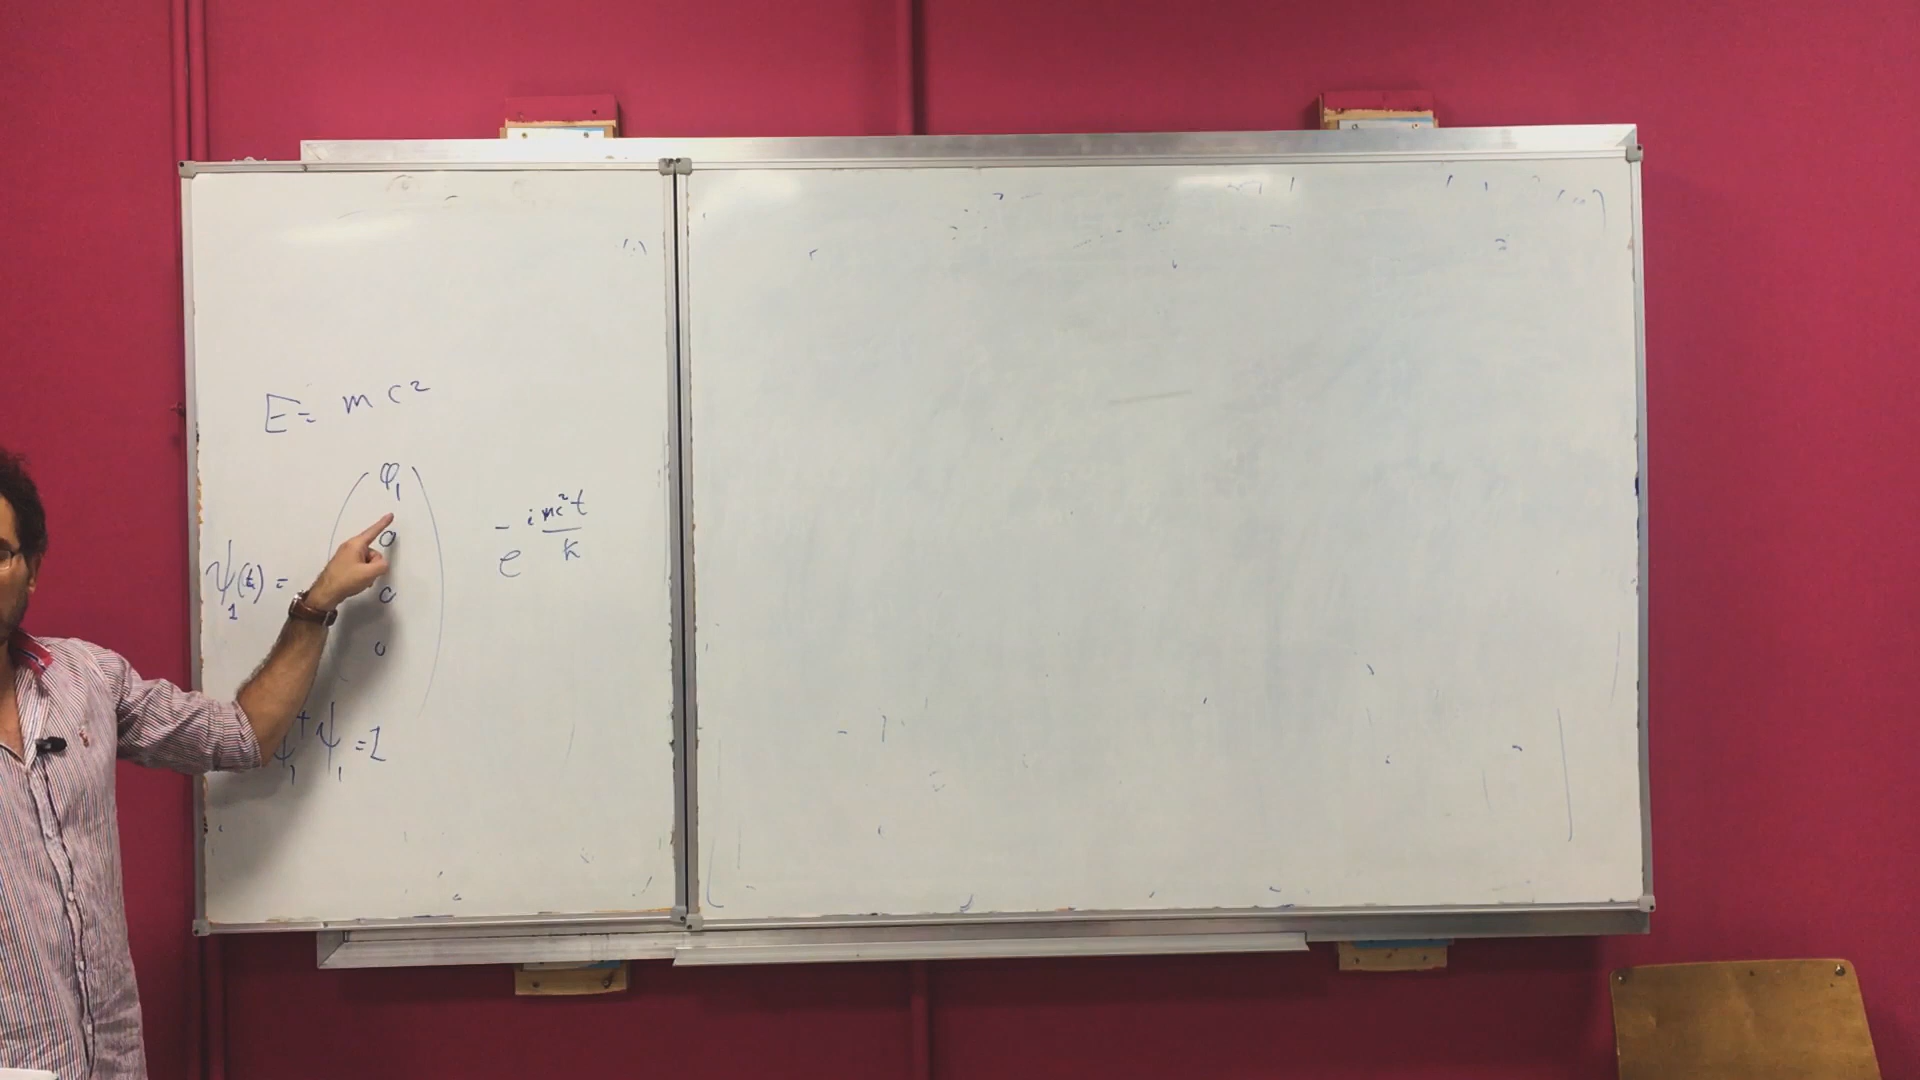 E = mc²
ψ₁(t) = (φ₁ 0 0 0) e^{-i mc²t/ħ}
ψ₁†ψ₁ = 1